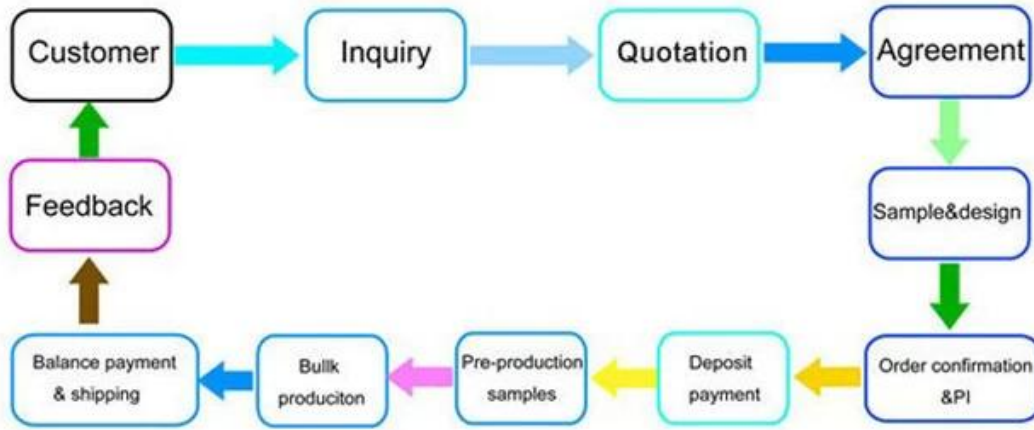 Customer
Inquiry
Quotation
Agreement
Sample&design
Order confirmation
&PI
Deposit
payment
Pre-production
samples
Bullk
produciton
Balance payment
& shipping
Feedback